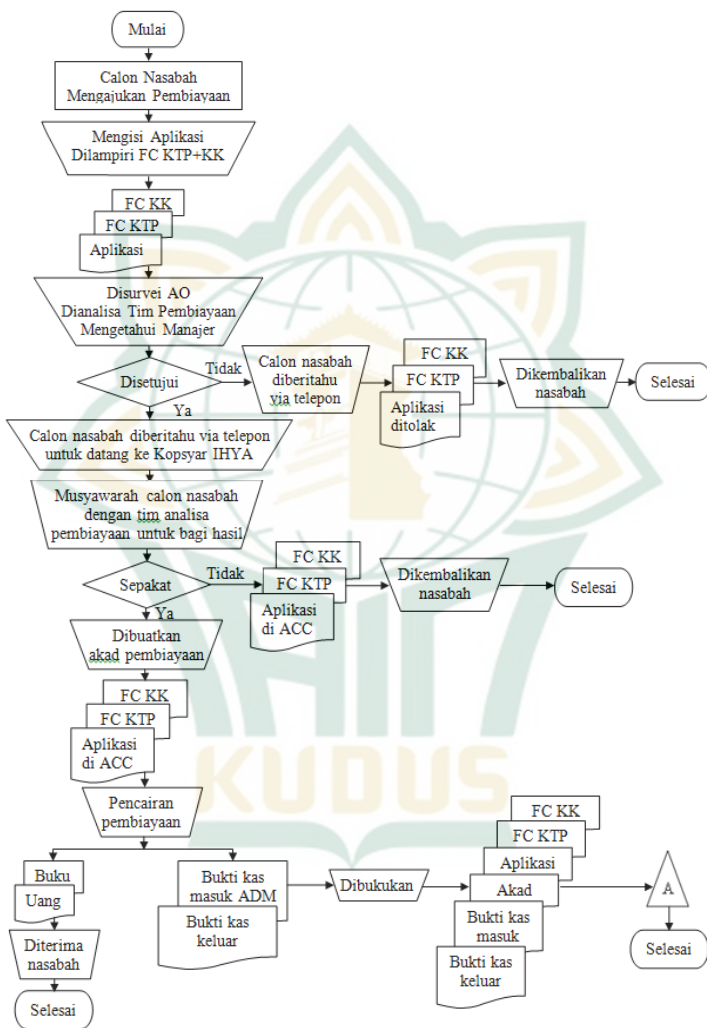 Mulai
Calon Nasabah
Mengajukan Pembiayaan
Mengisi Aplikasi
Dilampiri FC KTP+KK
FC KK
FC KTP
Aplikasi
Disurvei AO
Dianalisa Tim Pembiayaan
Mengetahui Manajer
Disetujui
Tidak
Calon nasabah
diberitahu
via telepon
FC KK
FC KTP
Aplikasi
ditolak
Dikembalikan
nasabah
Selesai
Ya
Calon nasabah diberitahu via telepon
untuk datang ke Kopsyar IHYA
Musyawarah calon nasabah
dengan tim analisa
pembiayaan untuk bagi hasil
Sepakat
Tidak
FC KK
FC KTP
Aplikasi
di ACC
Dikembalikan
nasabah
Selesai
Ya
Dibuatkan
akad pembiayaan
FC KK
FC KTP
Aplikasi
di ACC
Pencairan
pembiayaan
Buku
Uang
Diterima
nasabah
Selesai
Bukti kas
masuk ADM
Bukti kas
keluar
Dibukukan
FC KK
FC KTP
Aplikasi
Akad
Bukti kas
masuk
Bukti kas
keluar
A
Selesai
KUDUS